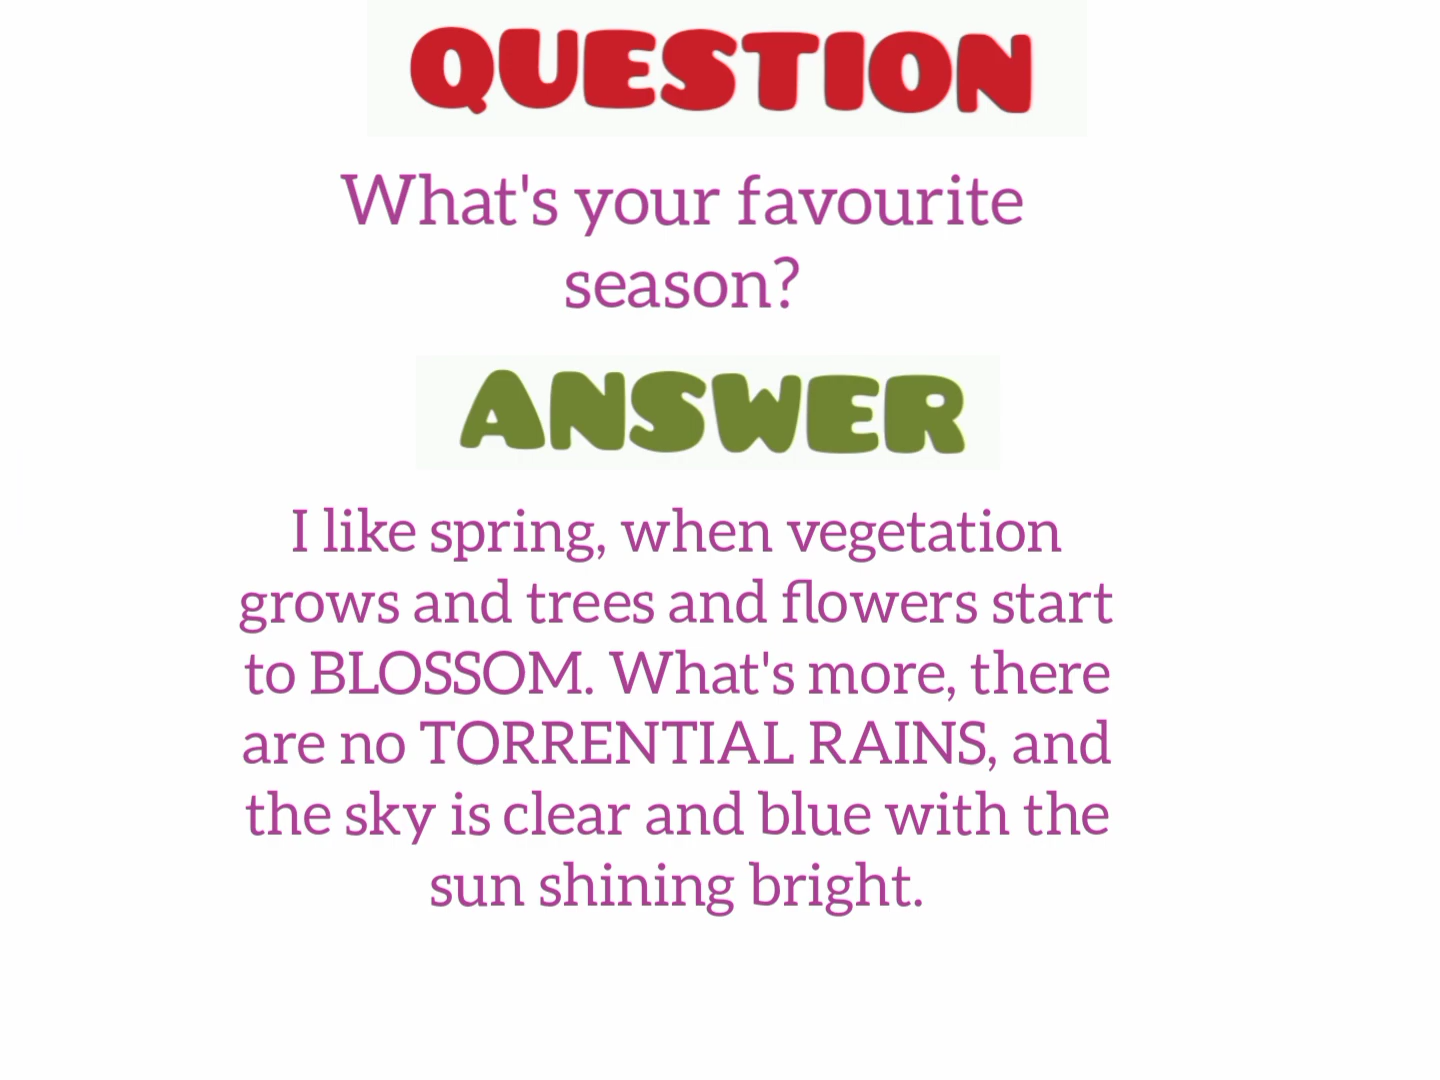 QUESTION
What's your favourite
season?
ANSWER
I like spring, when vegetation
grows and trees and flowers start
to BLOSSOM. What's more, there
are no TORRENTIAL RAINS, and
the sky is clear and blue with the
sun shining bright.